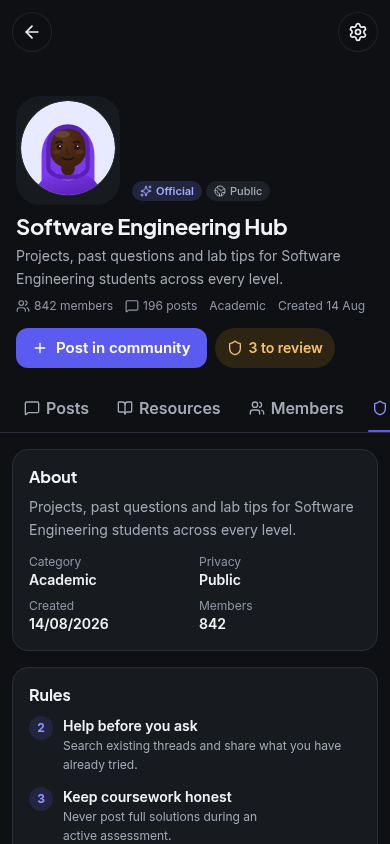 Official
Public
Software Engineering Hub
Projects, past questions and lab tips for Software
Engineering students across every level.
842 members
196 posts
Academic
Created 14 Aug
Post in community
3 to review
Posts
Resources
Members
About
Projects, past questions and lab tips for Software
Engineering students across every level.
Category
Privacy
Academic
Public
Created
Members
14/08/2026
842
Rules
2
Help before you ask
Search existing threads and share what you have
already tried.
3
Keep coursework honest
Never post full solutions during an
active assessment.